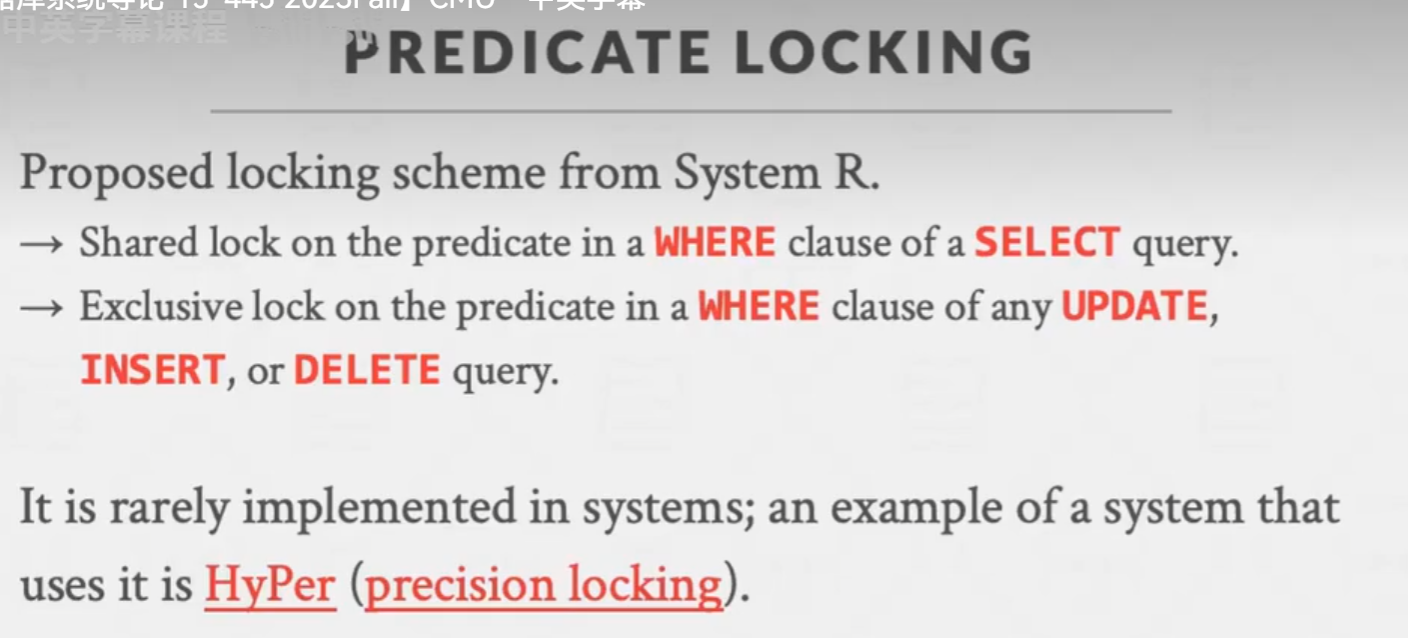 据库系统导论 15-445 2023Fall】CMU 中英字幕
中英字幕课程
PREDICATE LOCKING
Proposed locking scheme from System R.
→ Shared lock on the predicate in a WHERE clause of a SELECT query.
→ Exclusive lock on the predicate in a WHERE clause of any UPDATE,
INSERT, or DELETE query.
It is rarely implemented in systems; an example of a system that
uses it is HyPer (precision locking).